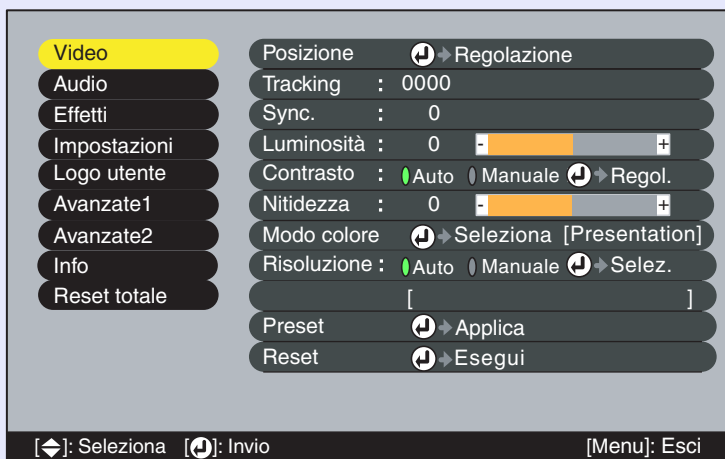 Video
Audio
Effetti
Impostazioni
Logo utente
Avanzate1
Avanzate2
Info
Reset totale
Posizione Regolazione
Tracking : 0000
Sync. : 0
Luminosità : 0 - +
Contrasto : Auto Manuale Regol.
Nitidezza : 0 - +
Modo colore Seleziona [Presentation]
Risoluzione : Auto Manuale Selez.
[ ]
Preset Applica
Reset Esegui
[ ]: Seleziona [ ]: Invio [Menu]: Esci